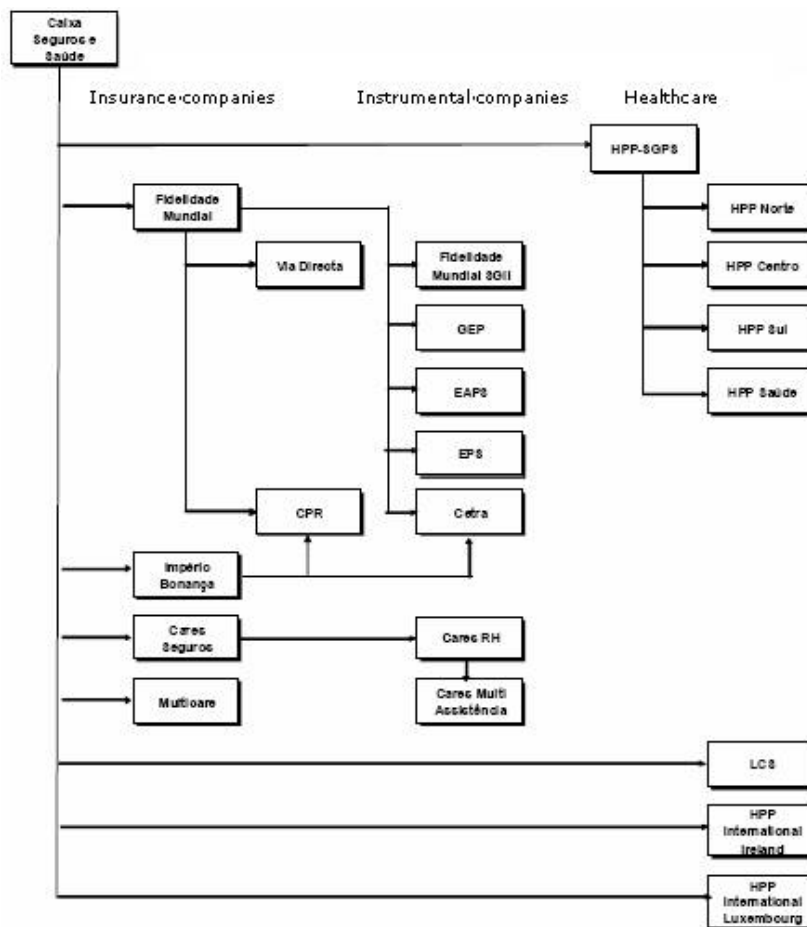 Caixa
Seguros e
Saúde
Insurance·companies
Instrumental·companies
Healthcare
HPP-SGPS
Fidelidade
Mundial
HPP Norte
Via Directa
Fidelidade
Mundial SGII
HPP Centro
GEP
HPP Sul
EAPS
HPP Saúde
EPS
CPR
Cetra
Império
Bonança
Cares
Seguros
Cares RH
Multicare
Cares Multi
Assistência
LCS
HPP
International
Ireland
HPP
International
Luxembourg